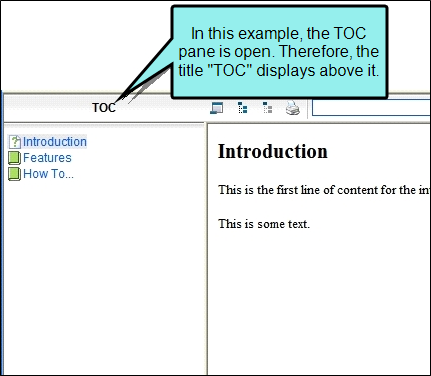 In this example, the TOC
pane is open. Therefore, the
title "TOC" displays above it.
TOC
Introduction
Features
How To...
Introduction
This is the first line of content for the in
This is some text.